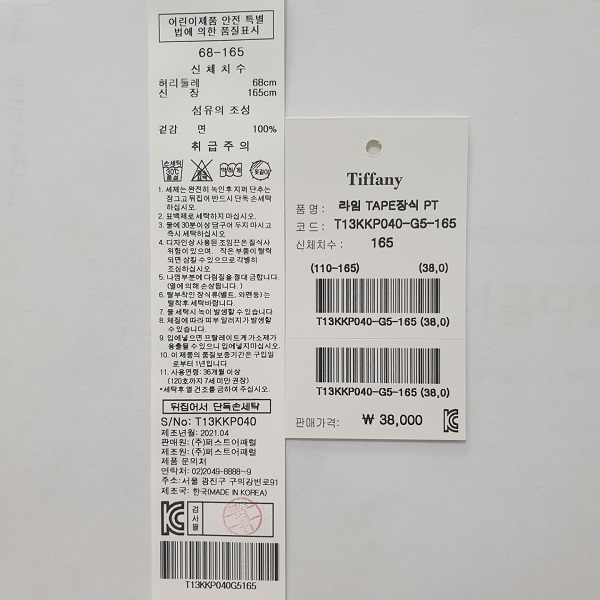 어린이제품 안전 특별
법에 의한 품질표시
68-165
신체치수
허리둘레 68cm
신 장 165cm
섬유의 조성
겉감 면 100%
취급주의
손세탁
30℃
중성
옷걸이
1. 세제는 완전히 녹인후 지퍼 단추는
잠그고 뒤집어 반드시 단독 손세탁
하십시오.
2. 표백제로 세탁하지 마십시오.
3. 물에 30분이상 담구어 두지 마시고
즉시 세탁하십시오.
4. 디자인상 사용된 조임끈은 질식사
위험이 있으며, 작은 부품이 탈락
되면 삼킬 수 있으므로 각별히
조심하십시오
5. 나염부분에 다림질을 절대 금합니다.
(열에 의해 손상됩니다.)
6. 탈부착인 장식류(벨트, 와펜등)는
탈착후 세탁바랍니다.
7. 물 세탁시 녹이 발생할 수 있습니다.
8. 체질에 따라 피부 알러지가 발생할
수 있습니다.
9. 입에넣으면 프탈레이트계 가소제가
용출될 수 있으니 입에넣지마십시오.
10. 이 제품의 품질보증기간은 구입일
로부터 1년입니다
11. 사용연령: 36개월 이상
(120호까지 7세 미만 권장)
*세탁후 열 건조를 금하여 주십시오.
뒤집어서 단독손세탁
S/No: T13KKP040
제조년월: 2021.04
판매원: (주)퍼스트어패럴
제조원: (주)퍼스트어패럴
제품 문의처
연락처: 02)2049-8888~9
주소: 서울 광진구 구의강변로91
제조국: 한국(MADE IN KOREA)
검
사
필
T13KKP040G5165
Tiffany
품 명 : 라임 TAPE장식 PT
코 드 : T13KKP040-G5-165
신체치수 : 165
(110-165) (38,0)
T13KKP040-G5-165 (38,0)
T13KKP040-G5-165 (38,0)
판매가격: ₩ 38,000